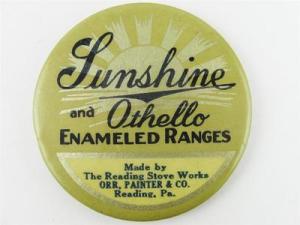 Sunshine
and Othello
ENAMELED RANGES
Made by
The Reading Stove Works
ORR, PAINTER & CO.
Reading, Pa.